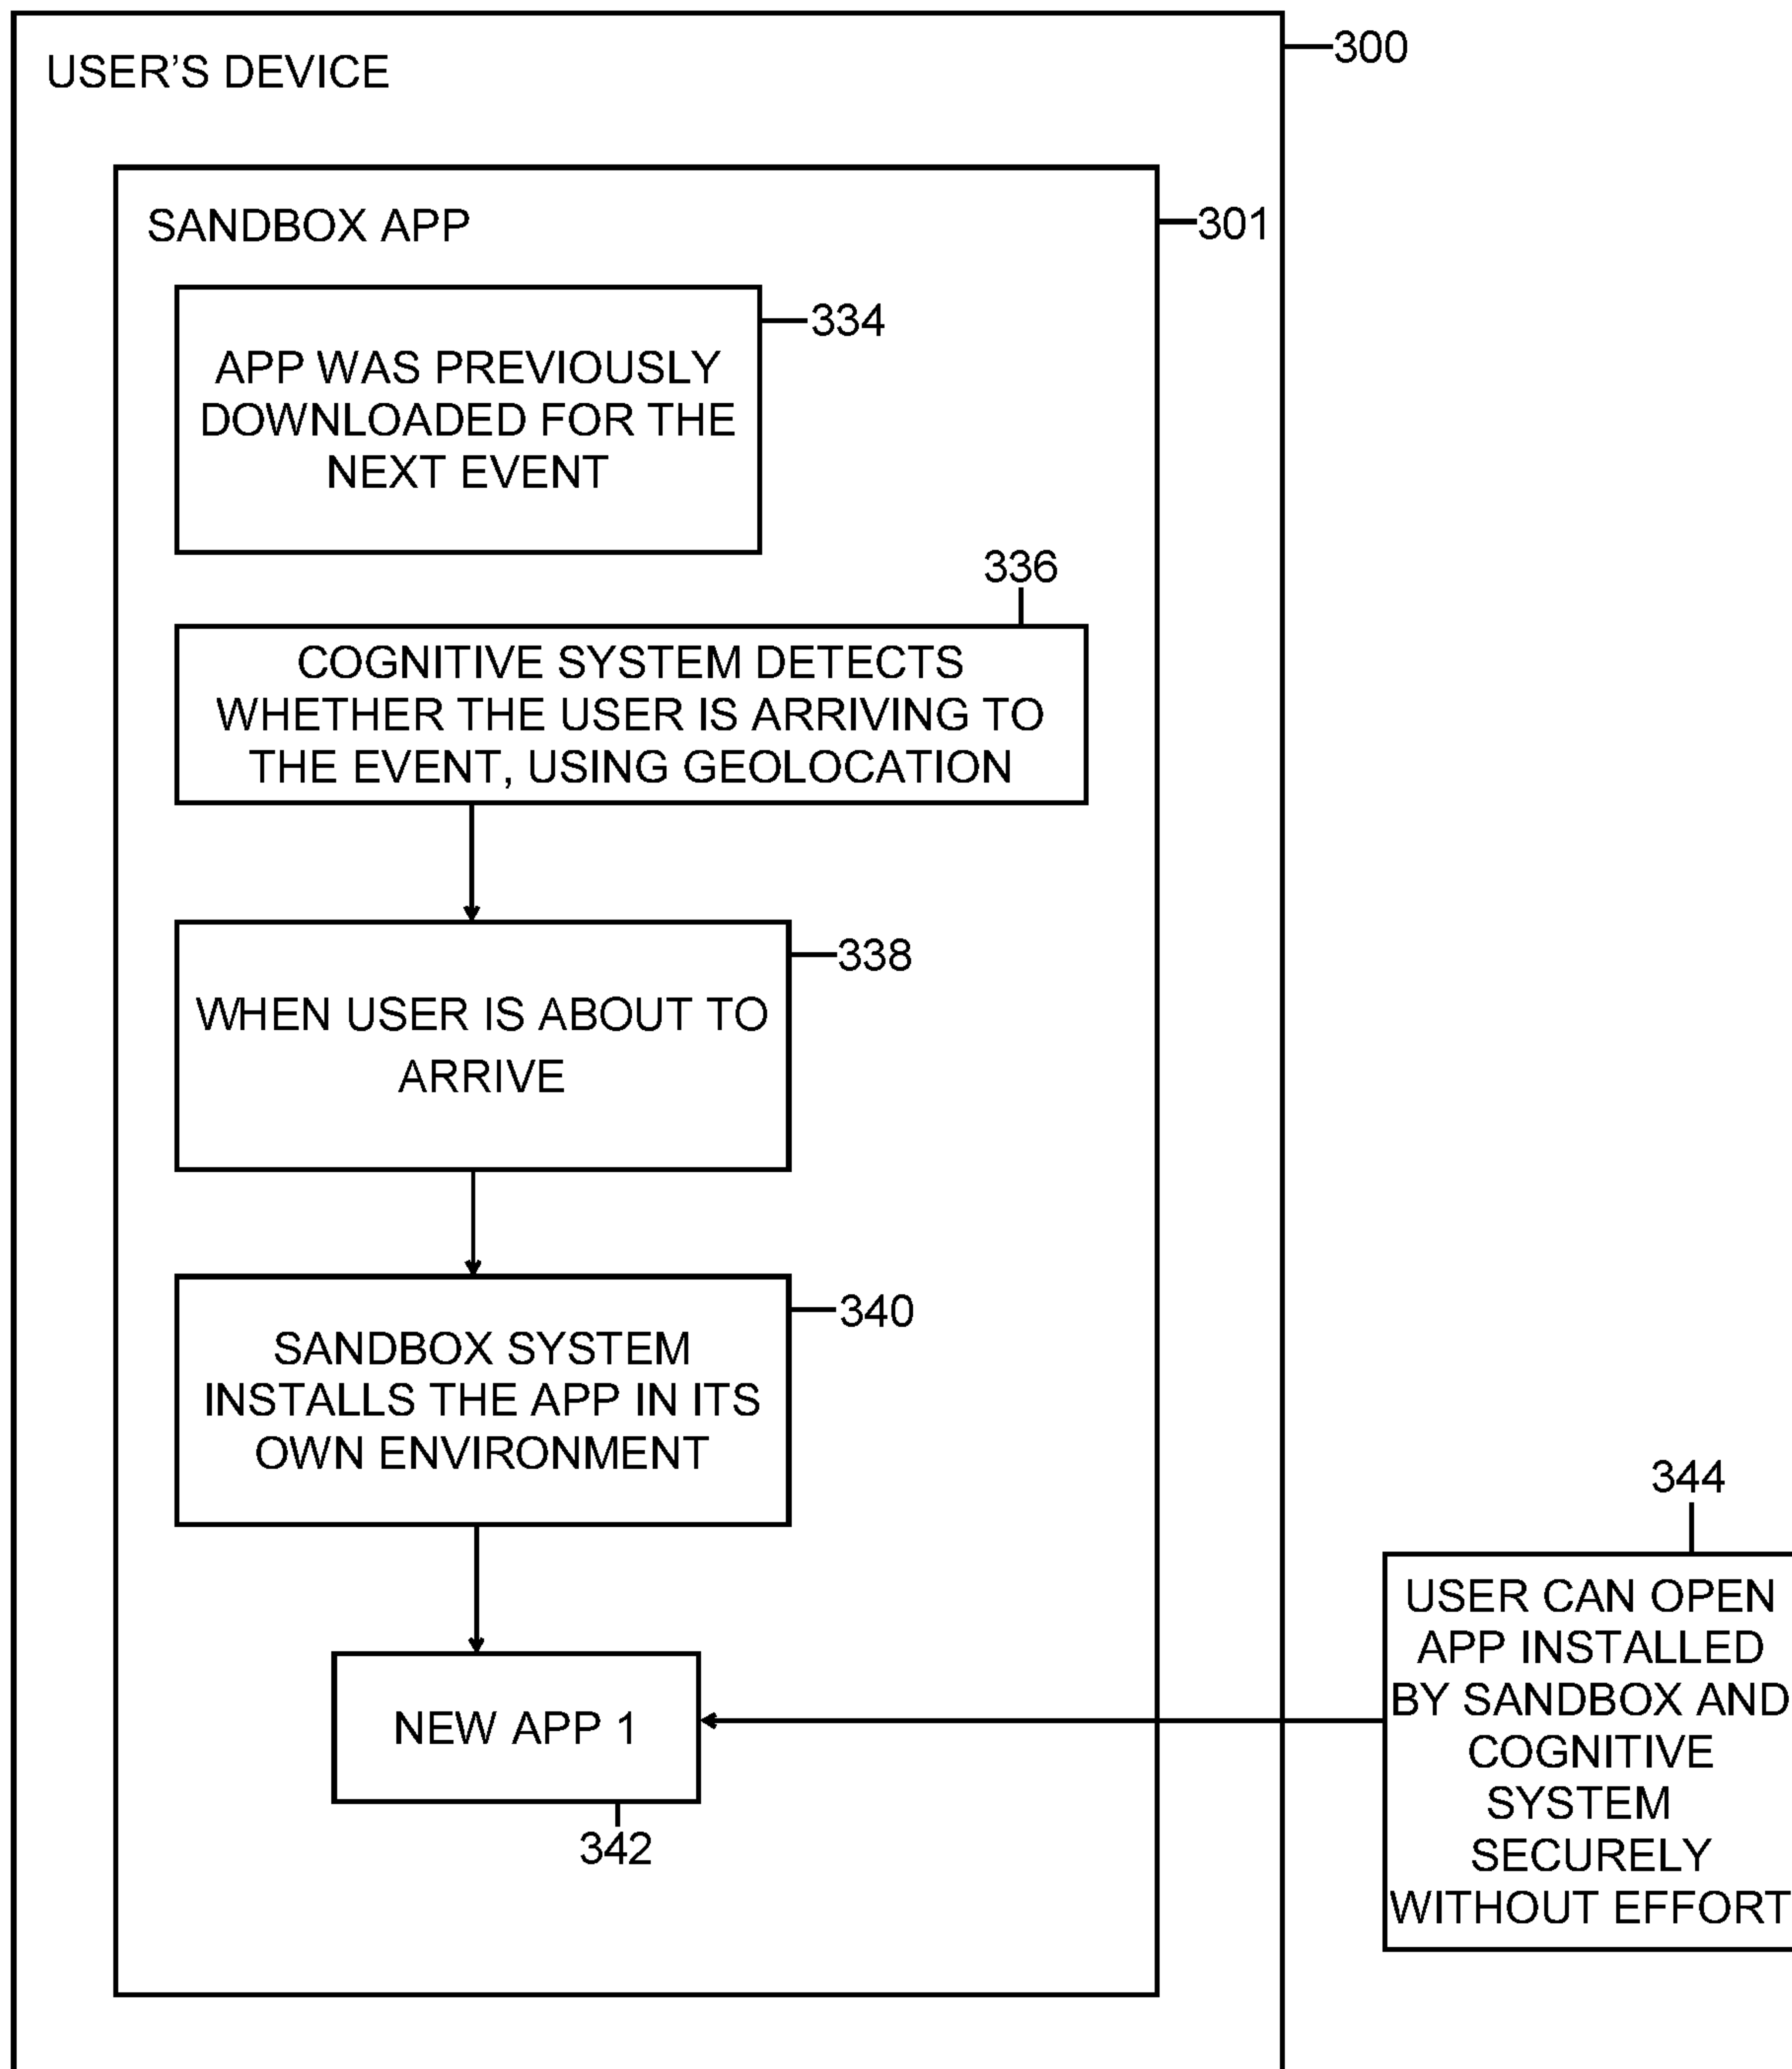 USER’S DEVICE
300
SANDBOX APP
301
APP WAS PREVIOUSLY
DOWNLOADED FOR THE
NEXT EVENT
334
336
COGNITIVE SYSTEM DETECTS
WHETHER THE USER IS ARRIVING TO
THE EVENT, USING GEOLOCATION
338
WHEN USER IS ABOUT TO
ARRIVE
340
SANDBOX SYSTEM
INSTALLS THE APP IN ITS
OWN ENVIRONMENT
344
USER CAN OPEN
APP INSTALLED
BY SANDBOX AND
COGNITIVE
SYSTEM
SECURELY
WITHOUT EFFORT
NEW APP 1
342